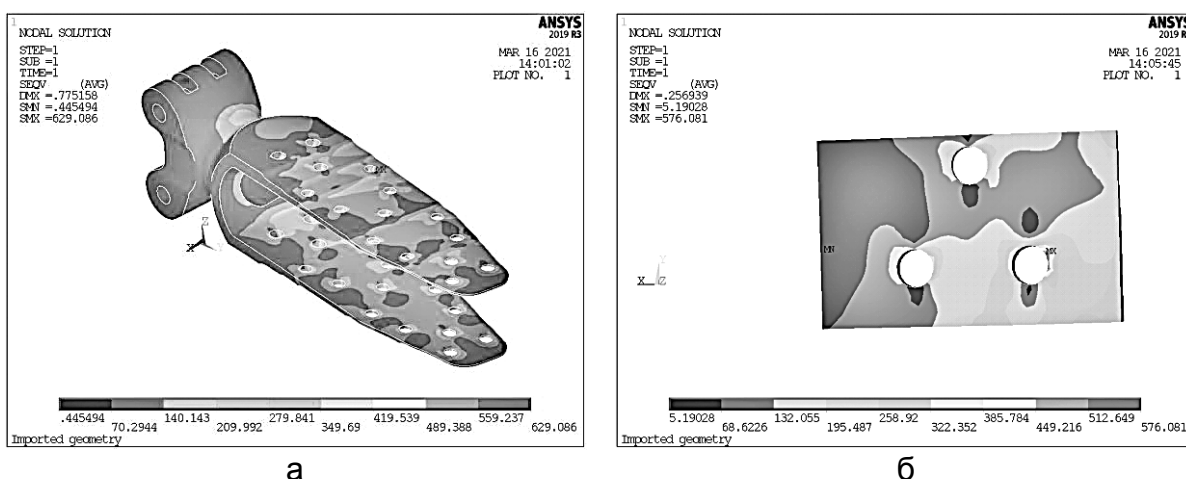 1
NODAL SOLUTION
STEP=1
SUB =1
TIME=1
SEQV (AVG)
DMX =.775158
SMN =.445494
SMX =629.086
ANSYS
2019 R3
MAR 16 2021
14:01:02
PLOT NO. 1
MX
Z
X
.445494 140.143 279.841 419.539 559.237
70.2944 209.992 349.69 489.388 629.086
Imported geometry
а
1
NODAL SOLUTION
STEP=1
SUB =1
TIME=1
SEQV (AVG)
DMX =.256939
SMN =5.19028
SMX =576.081
ANSYS
2019 R
MAR 16 2021
14:05:45
PLOT NO. 1
MN
MX
Y
X Z
5.19028 132.055 258.92 385.784 512.649
68.6226 195.487 322.352 449.216 576.081
Imported geometry
б